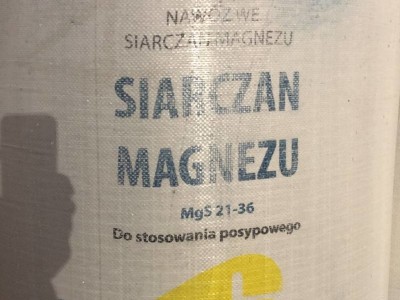 NAWÓZ WE
SIARCZAN MAGNEZU
SIARCZAN
MAGNEZU
MgS 21-36
Do stosowania posypowego